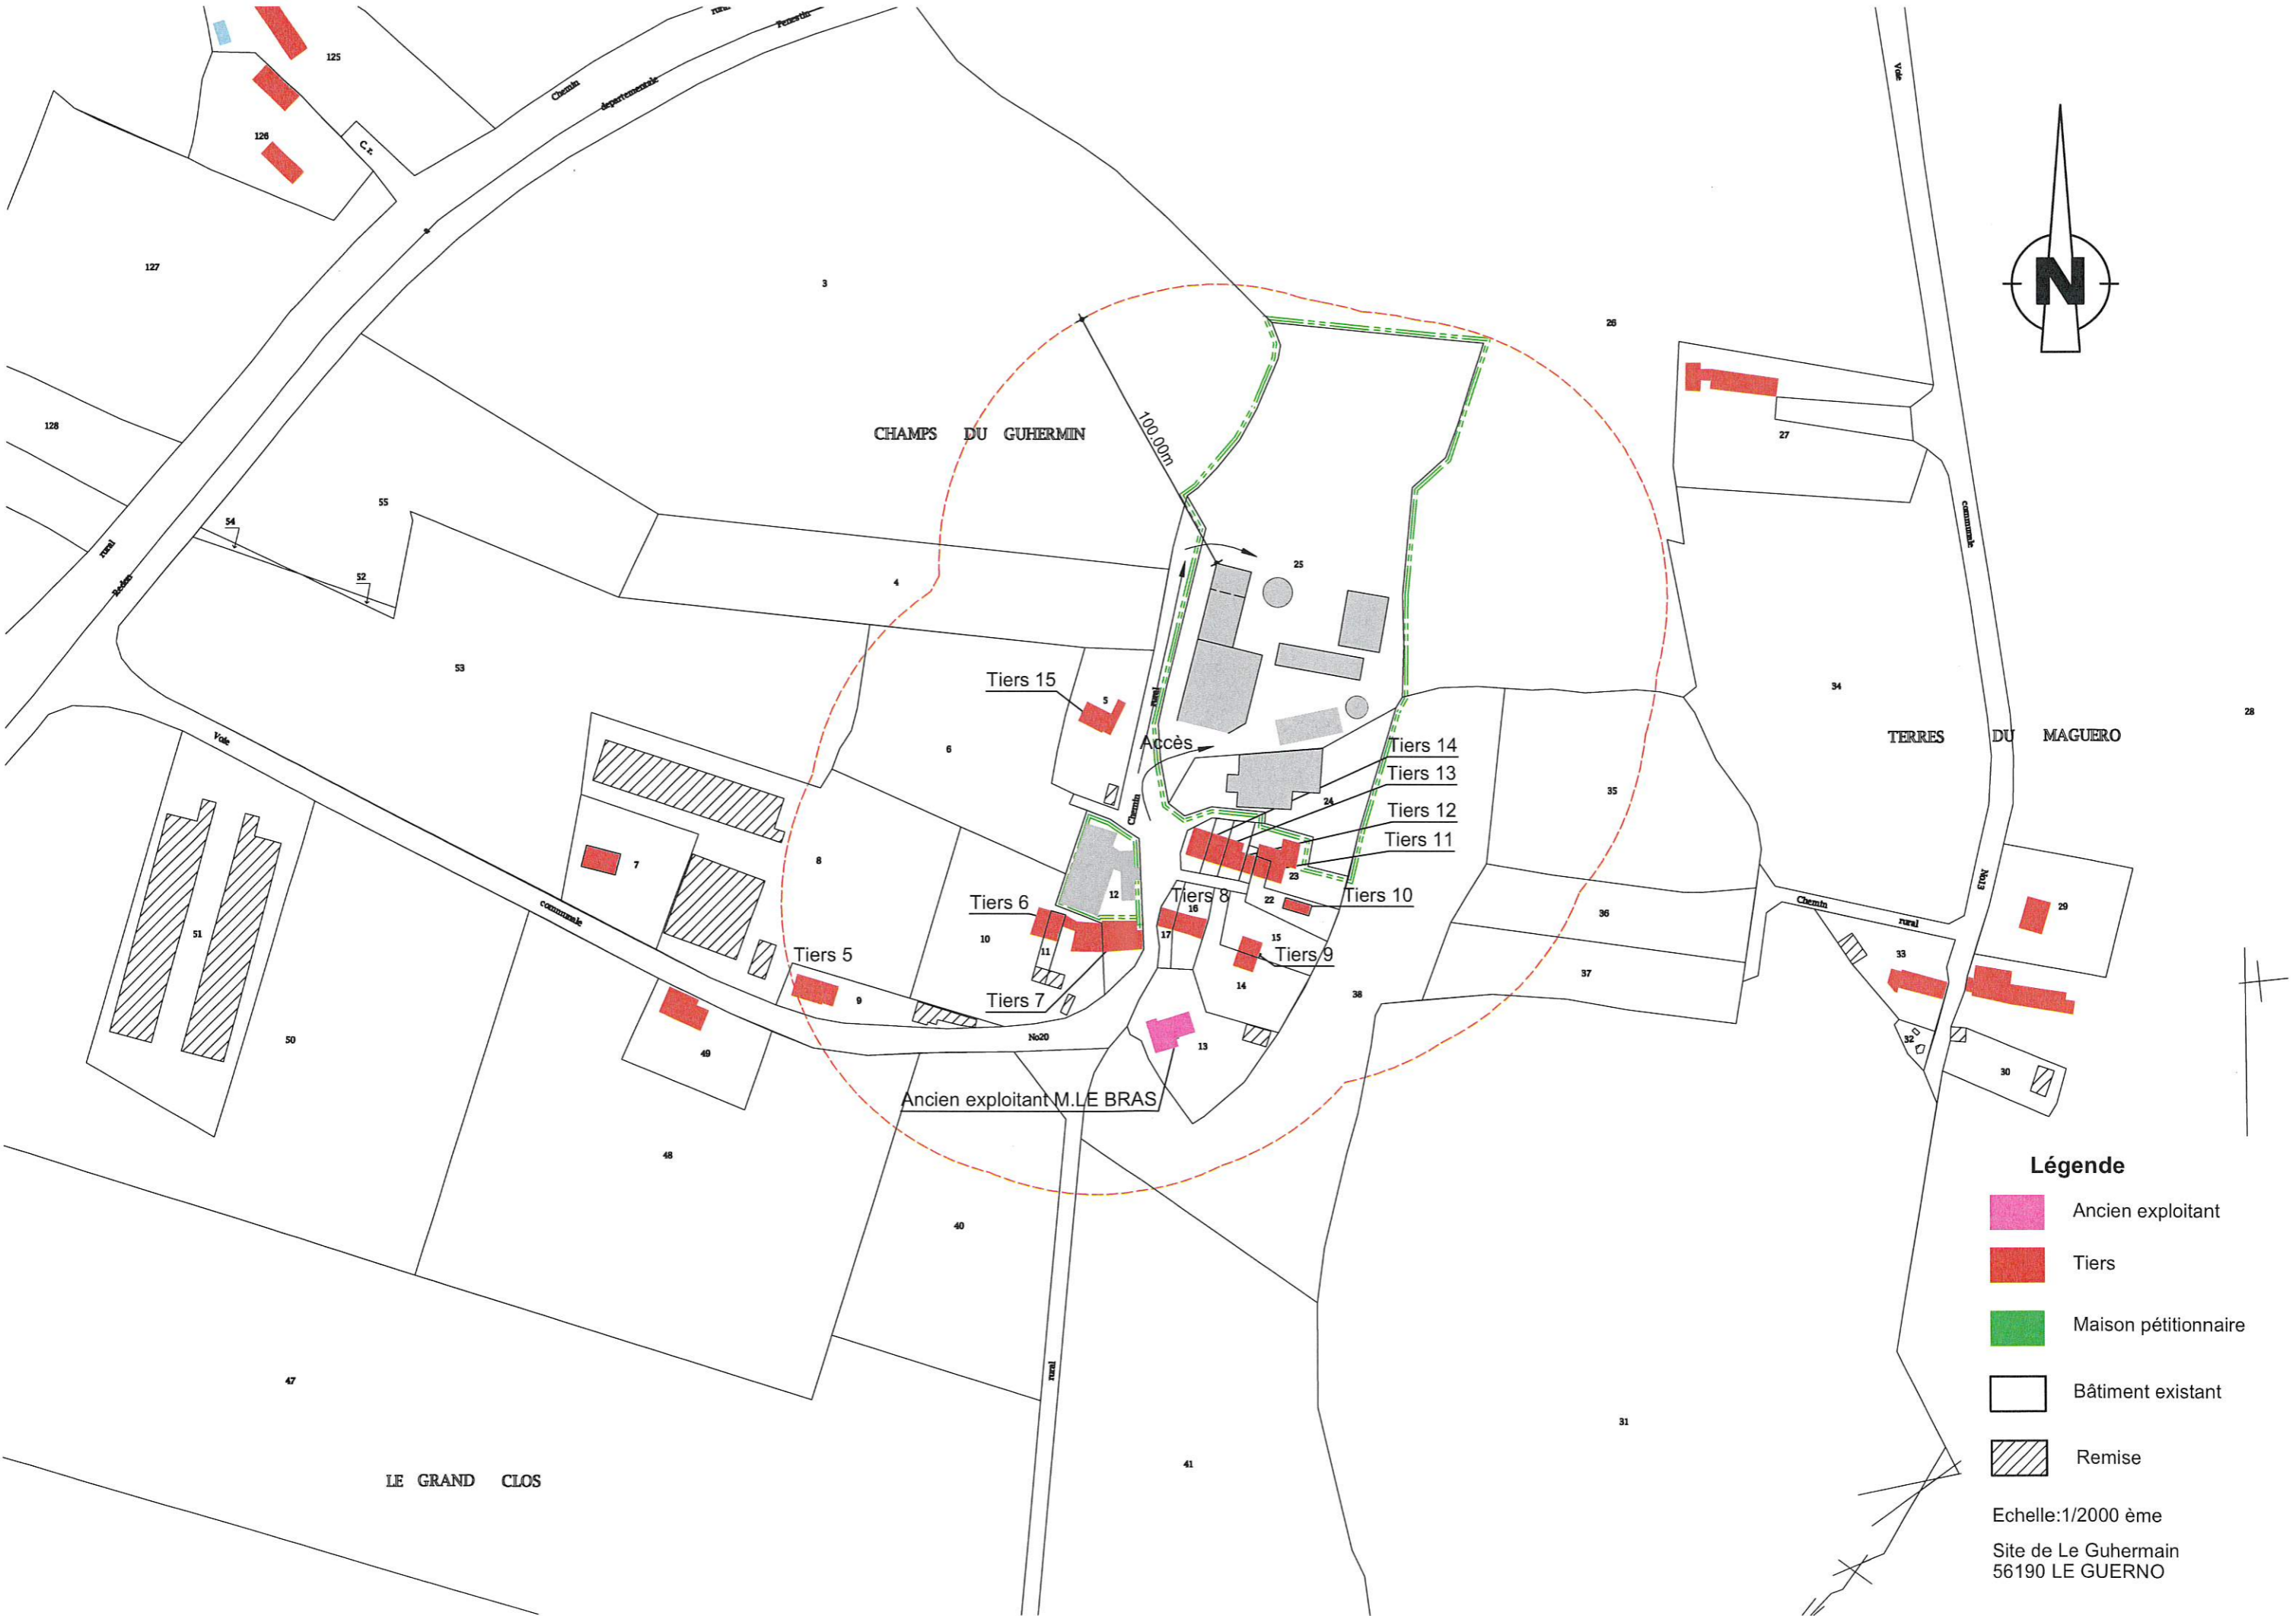 rural
Penestin
Chemin
departementale
125
126
C. r.
Voie
N
127
3
26
128
CHAMPS DU GUHERMIN
100.00m
27
55
54
52
rural
Redon
communale
4
25
53
Tiers 15
5
rural
34
28
TERRES DU MAGUERO
Voie
6
Accès
Tiers 14
Tiers 13
Chemin
24
35
Tiers 12
Tiers 11
7
8
12
23
22
Tiers 10
Tiers 8
16
Tiers 6
36
Chemin
rural
No13
29
communale
51
10
11
17
15
Tiers 9
Tiers 5
33
37
14
38
9
Tiers 7
No20
13
50
49
32
30
Ancien exploitant M.LE BRAS
48
40
47
31
41
LE GRAND CLOS
rural
Légende
Ancien exploitant
Tiers
Maison pétitionnaire
Bâtiment existant
Remise
Echelle:1/2000 ème
Site de Le Guhermain
56190 LE GUERNO